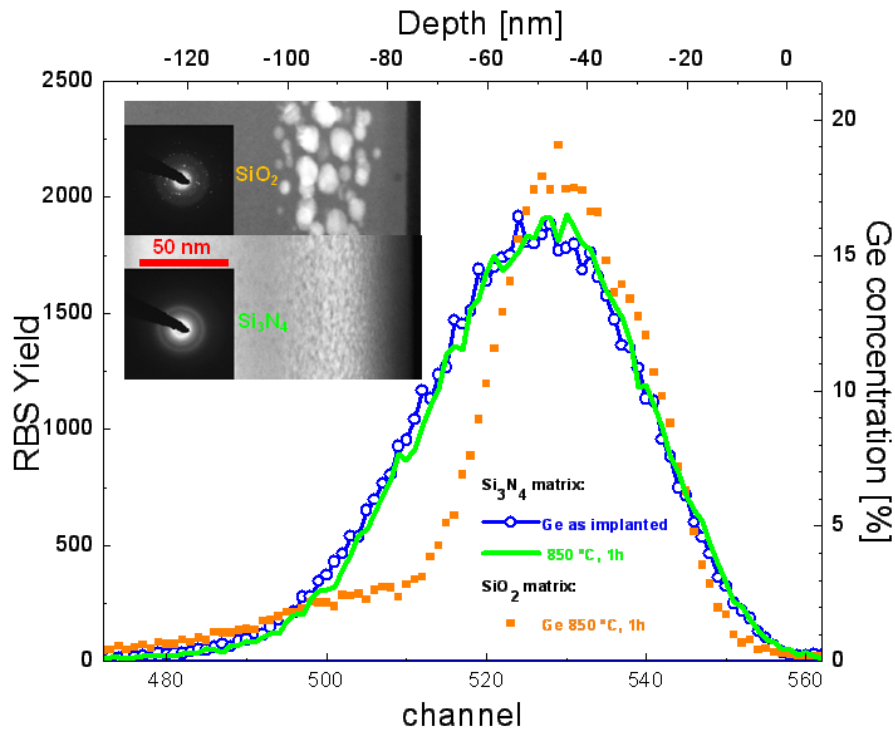 Depth [nm]
-120 -100 -80 -60 -40 -20 0
2500
2000
1500
1000
500
0
RBS Yield
20
15
10
5
0
Ge concentration [%]
SiO₂
50 nm
Si₃N₄
Si₃N₄ matrix:
Ge as implanted
850 °C, 1h
SiO₂ matrix:
Ge 850 °C, 1h
480 500 520 540 560
channel